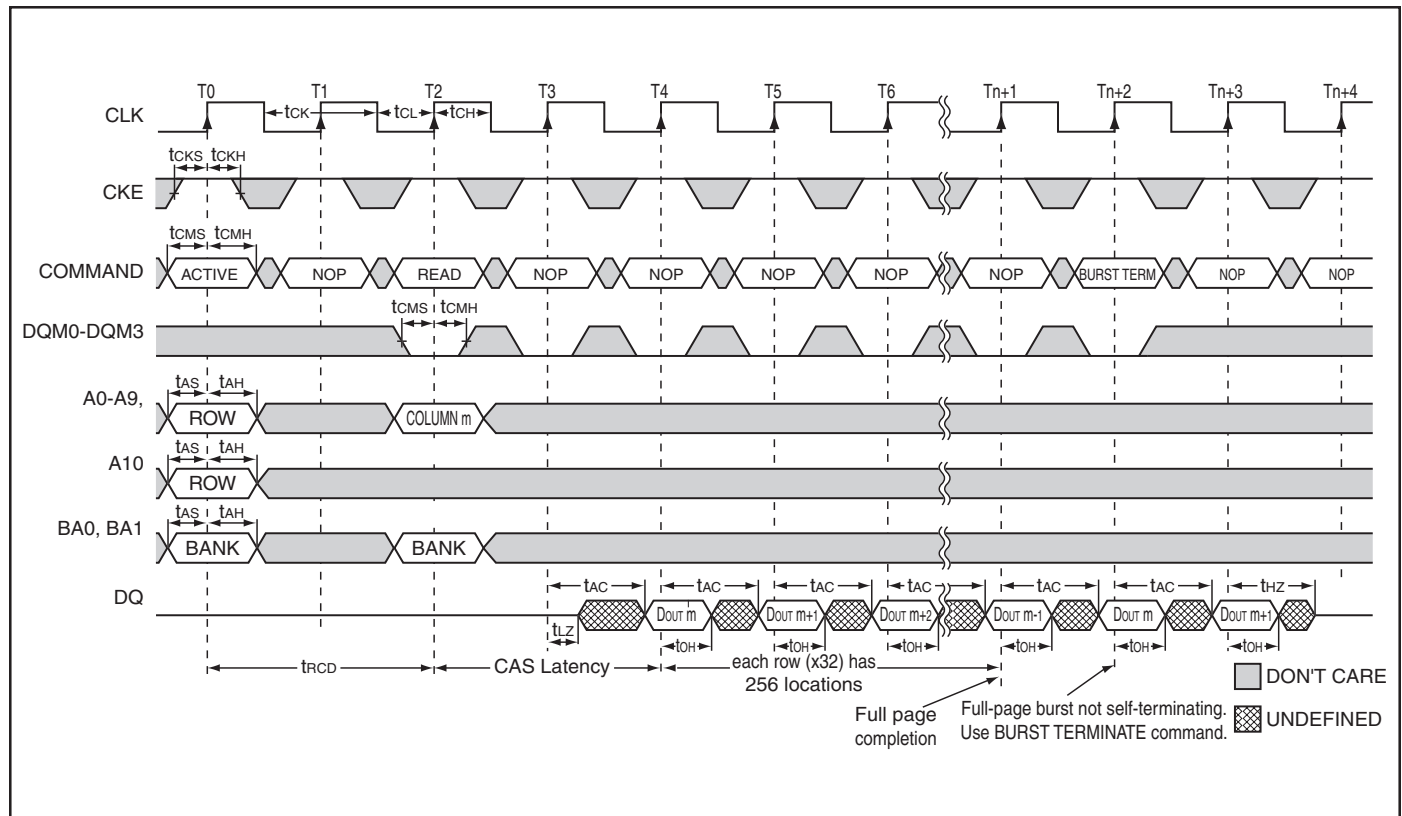 T0 T1 T2 T3 T4 T5 T6 Tn+1 Tn+2 Tn+3 Tn+4
CLK
tCK tCL tCH
tCKS tCKH
CKE
tCMS tCMH
COMMAND ACTIVE NOP READ NOP NOP NOP NOP NOP BURST TERM NOP NOP
tCMS tCMH
DQM0-DQM3
A0-A9, tAS tAH
ROW COLUMN m
A10 tAS tAH
ROW
BA0, BA1 tAS tAH
BANK BANK
DQ tAC tAC tAC tAC tAC tAC tHZ
DOUT m DOUT m+1 DOUT m+2 DOUT m-1 DOUT m DOUT m+1
tLZ tOH tOH tOH tOH tOH tOH
tRCD CAS Latency each row (x32) has
256 locations
DON'T CARE
UNDEFINED
Full page
completion
Full-page burst not self-terminating.
Use BURST TERMINATE command.